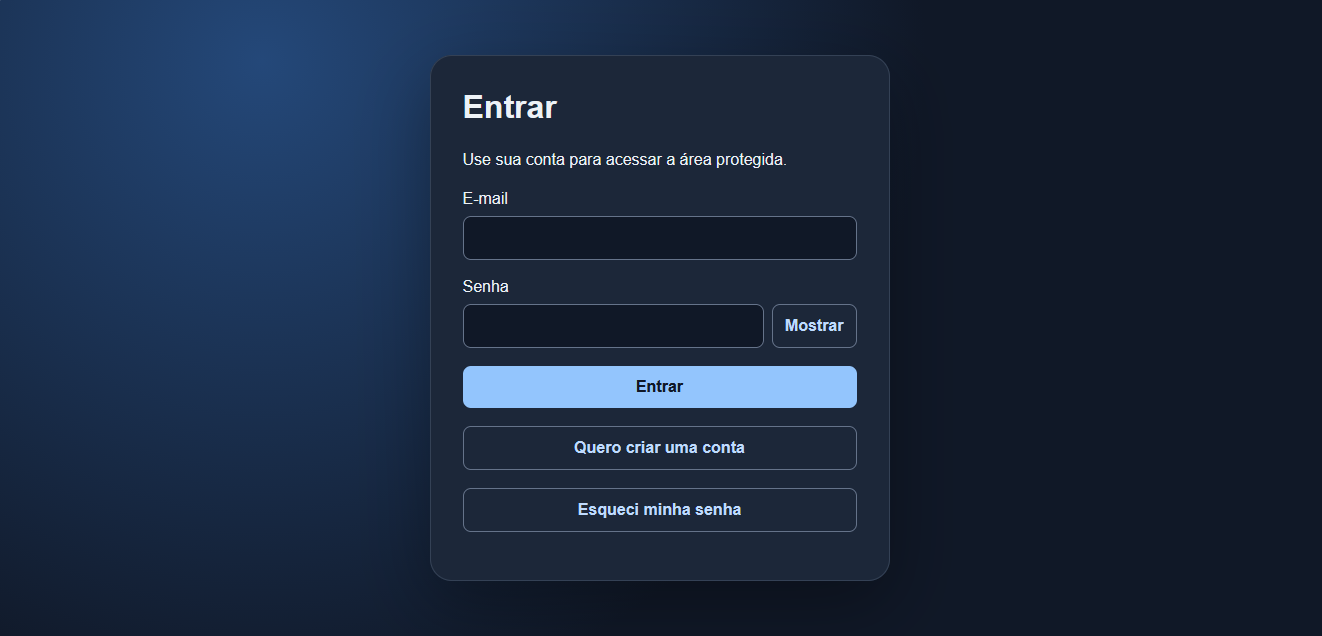 Entrar
Use sua conta para acessar a área protegida.
E-mail
Senha
Mostrar
Entrar
Quero criar uma conta
Esqueci minha senha